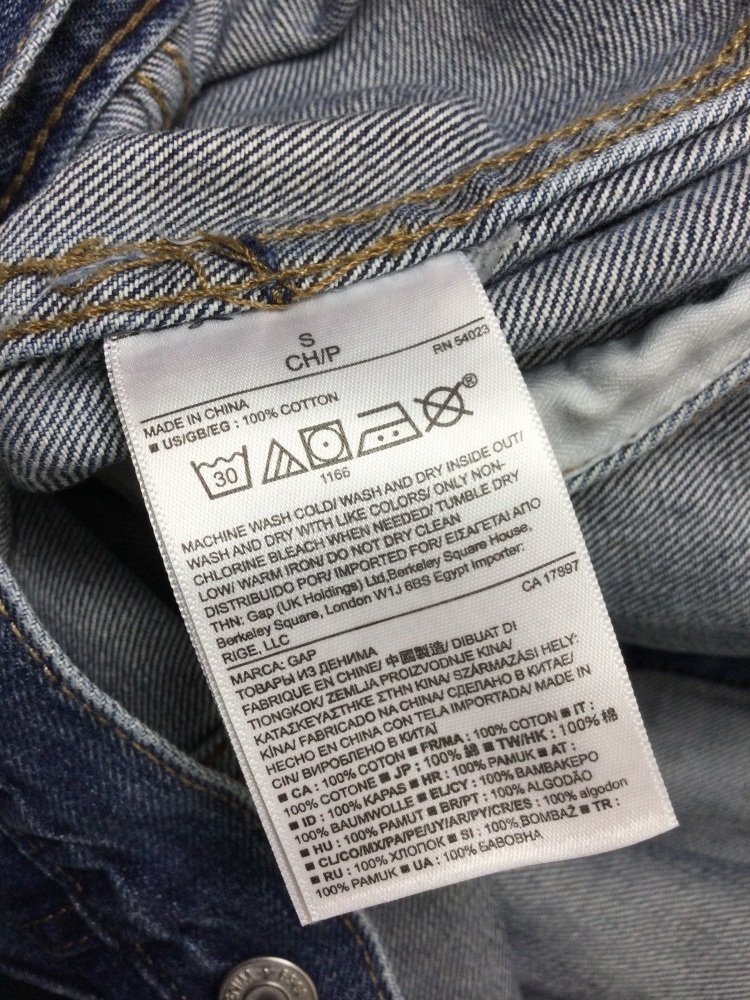 S
CH/P
RN 54023
MADE IN CHINA
■ US/GB/EG : 100% COTTON
30
®
1166
MACHINE WASH COLD/ WASH AND DRY INSIDE OUT/
WASH AND DRY WITH LIKE COLORS/ ONLY NON-
CHLORINE BLEACH WHEN NEEDED/ TUMBLE DRY
LOW/ WARM IRON/ DO NOT DRY CLEAN
DISTRIBUIDO POR/ IMPORTED FOR/ ΕΙΣΑΓΕΤΑΙ ΑΠΟ
ΤΗΝ: Gap (UK Holdings) Ltd,Berkeley Square House,
Berkeley Square, London W1J 6BS Egypt Importer:
RIGE, LLC
CA 17897
MARCA: GAP
ТОВАРЫ ИЗ ДЕНИМА
FABRIQUE EN CHINE/ 中國製造/ DIBUAT DI
TIONGKOK/ ZEMLJA PROIZVODNJE KINA/
ΚΑΤΑΣΚΕΥΑΣΤΗΚΕ ΣΤΗΝ ΚΙΝΑ/ SZÁRMAZÁSI HELY:
KÍNA/ FABRICADO NA CHINA/ СДЕЛАНО В КИТАЕ/
HECHO EN CHINA CON TELA IMPORTADA/ MADE IN
CIN/ ВИРОБЛЕНО В КИТАЇ
■ CA : 100% COTON ■ FR/MA : 100% COTON ■ IT :
100% COTONE ■ JP : 100% 綿 ■ TW/HK : 100% 棉
■ ID : 100% KAPAS ■ HR : 100% PAMUK ■ AT :
100% BAUMWOLLE ■ EL/CY : 100% ΒΑΜΒΑΚΕΡΟ
■ HU : 100% PAMUT ■ BR/PT : 100% ALGODÃO
■ CL/CO/MX/PA/PE/UY/AR/PY/CR/ES : 100% algodon
■ RU : 100% ХЛОПОК ■ SI : 100% BOMBAŽ ■ TR :
100% PAMUK ■ UA : 100% БАВОВНА